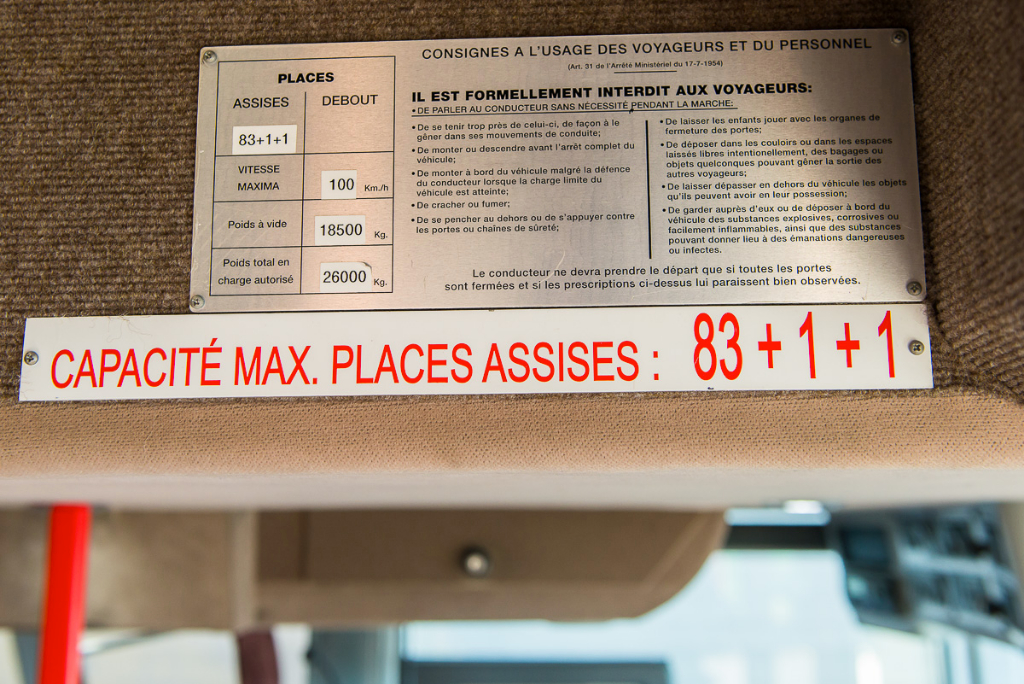 PLACES
ASSISES DEBOUT
83+1+1
VITESSE
MAXIMA 100 Km./h
Poids à vide 18500 Kg.
Poids total en
charge autorisé 26000 Kg.
CONSIGNES A L'USAGE DES VOYAGEURS ET DU PERSONNEL
(Art. 31 de l'Arrêté Ministériel du 17-7-1954)
IL EST FORMELLEMENT INTERDIT AUX VOYAGEURS:
• DE PARLER AU CONDUCTEUR SANS NÉCESSITÉ PENDANT LA MARCHE:
• De se tenir trop près de celui-ci, de façon à le
gêner dans ses mouvements de conduite;
• De monter ou descendre avant l'arrêt complet du
véhicule;
• De monter à bord du véhicule malgré la défence
du conducteur lorsque la charge limite du
véhicule est atteinte;
• De cracher ou fumer;
• De se pencher au dehors ou de s'appuyer contre
les portes ou chaînes de sûreté;
• De laisser les enfants jouer avec les organes de
fermeture des portes;
• De déposer dans les couloirs ou dans les espaces
laissés libres intentionellement, des bagages ou
objets quelconques pouvant gêner la sortie des
autres voyageurs;
• De laisser dépasser en dehors du véhicule les objets
qu'ils peuvent avoir en leur possession;
• De garder auprès d'eux ou de déposer à bord du
véhicule des substances explosives, corrosives ou
facilement inflammables, ainsi que des substances
pouvant donner lieu à des émanations dangereuses
ou infectes.
Le conducteur ne devra prendre le départ que si toutes les portes
sont fermées et si les prescriptions ci-dessus lui paraissent bien observées.
CAPACITÉ MAX. PLACES ASSISES : 83 + 1 + 1